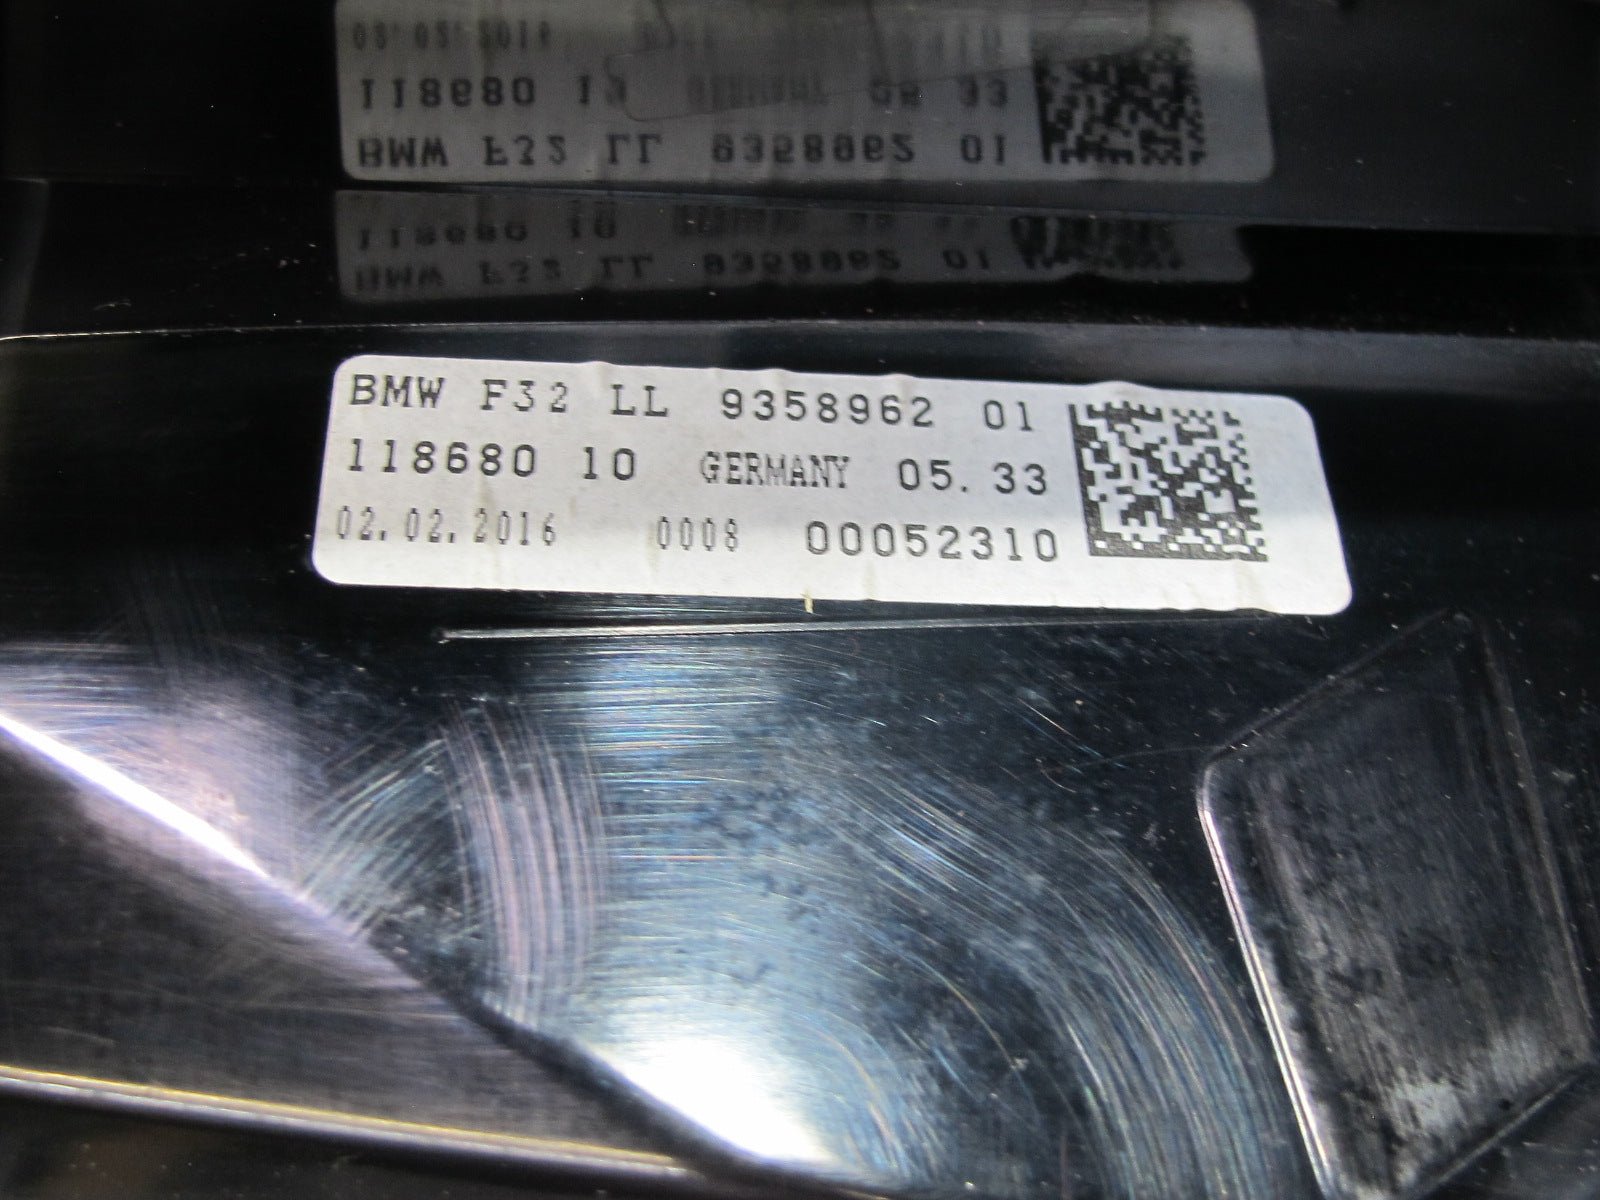 BMW F32 LL 9358962 01
118680 10 GERMANY 05.33
02.02.2016 0008 00052310